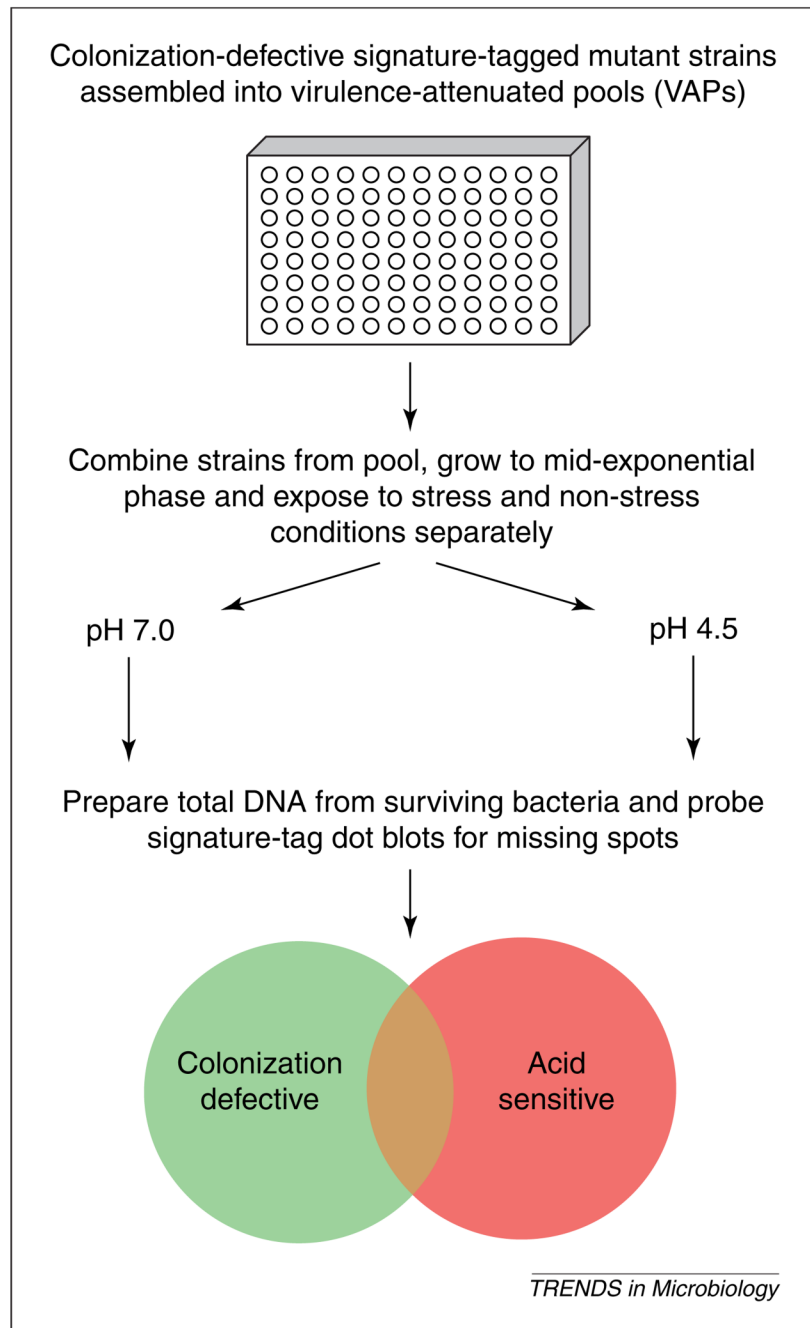 Colonization-defective signature-tagged mutant strains
assembled into virulence-attenuated pools (VAPs)
Combine strains from pool, grow to mid-exponential
phase and expose to stress and non-stress
conditions separately
pH 7.0
pH 4.5
Prepare total DNA from surviving bacteria and probe
signature-tag dot blots for missing spots
Colonization
defective
Acid
sensitive
TRENDS in Microbiology